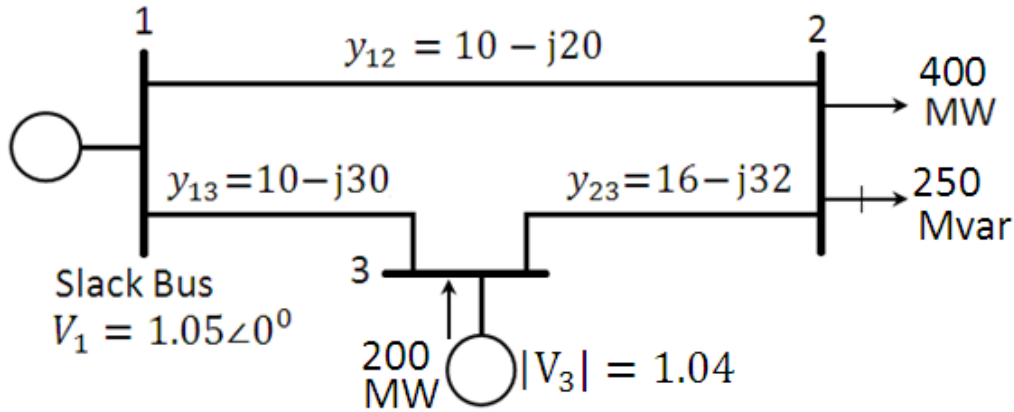 1
2
y₁₂ = 10 − j20
400
MW
y₁₃=10−j30
y₂₃=16−j32
250
Mvar
3
Slack Bus
V₁ = 1.05∠0⁰
200
MW
|V₃| = 1.04